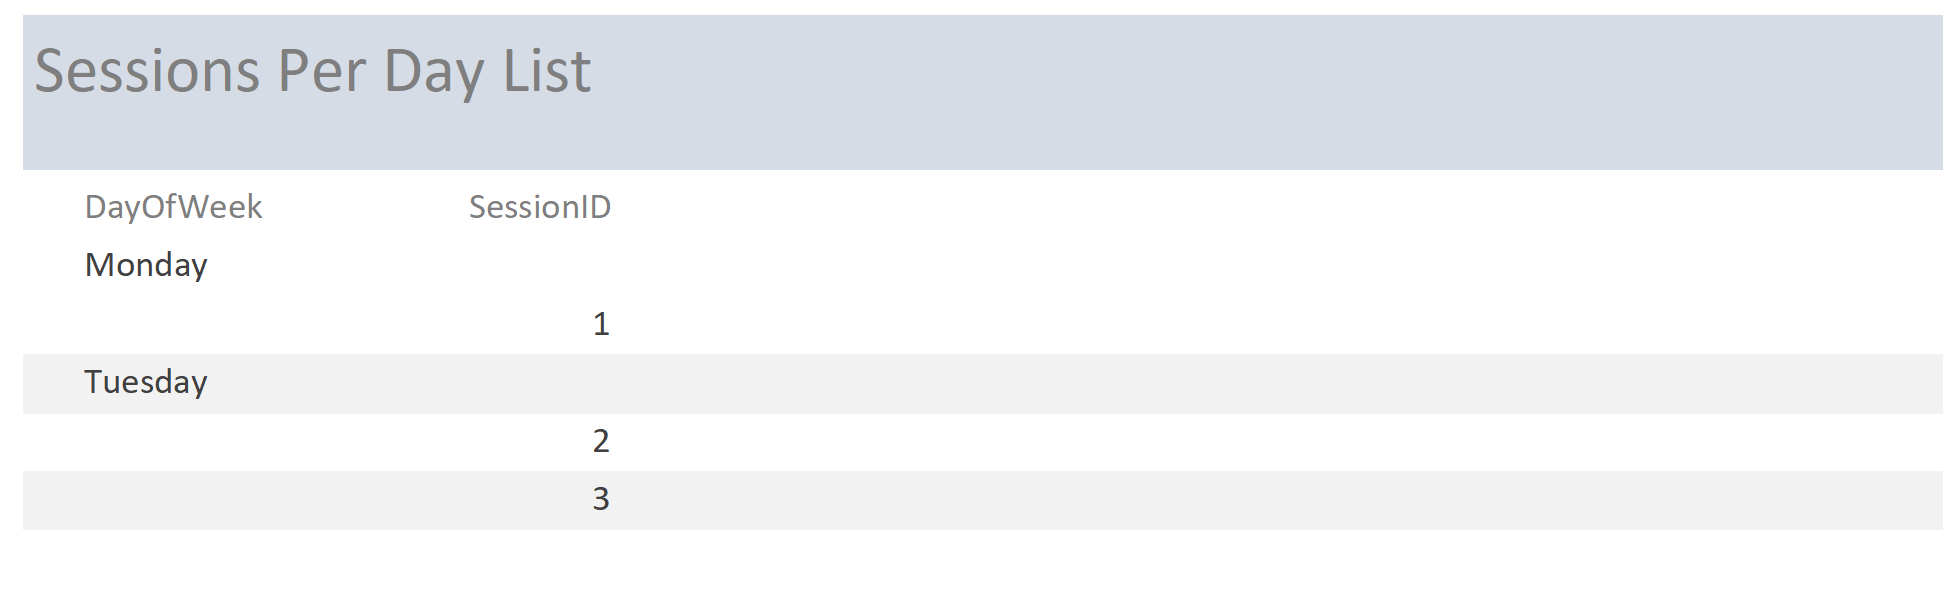 Sessions Per Day List
DayOfWeek SessionID
Monday
1
Tuesday
2
3